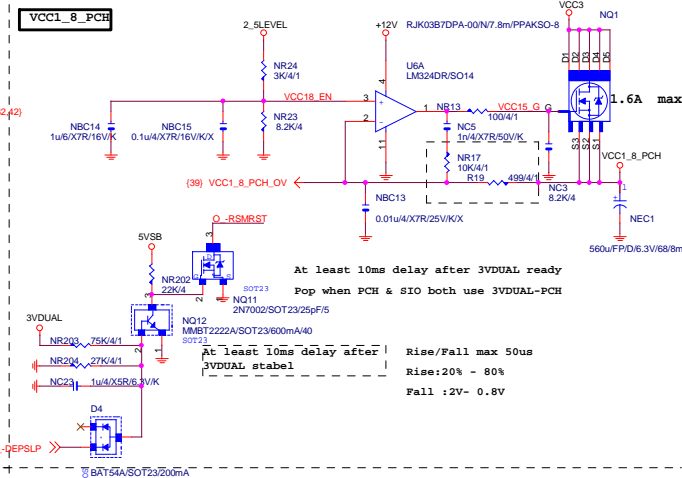 VCC1_8_PCH
2_5LEVEL
+12V
RJK03B7DPA-00/N/7.8m/PPAKSO-8
VCC3
NQ1
D1
D2
D3
D4
D5
NR24
3K/4/1
U6A
LM324DR/SO14
4
VCC18_EN
3
+
2
-
1
11
NR13
100/4/1
VCC15_G
G
1.6A max
S3
S2
S1
NBC14
1u/6/X7R/16V/K
NBC15
0.1u/4/X7R/16V/K/X
NR23
8.2K/4
NC5
1n/4/X7R/50V/K
NR17
10K/4/1
R19
499/4/1
VCC1_8_PCH
(39) VCC1_8_PCH_OV
NBC13
0.01u/4/X7R/25V/K/X
NC3
8.2K/4
1
NEC1
560u/FP/D/6.3V/68/8m
O_-RSMRST
5VSB
3
D
G
S
SOT23
NR202
22K/4
2
1
NQ11
2N7002/SOT23/25pF/5
At least 10ms delay after 3VDUAL ready
Pop when PCH & SIO both use 3VDUAL-PCH
3
NQ12
MMBT2222A/SOT23/600mA/40
SOT23
2
1
3VDUAL
NR203
75K/4/1
NR204
27K/4/1
NC23
1u/4/X5R/6.3V/K
At least 10ms delay after
3VDUAL stabel
Rise/Fall max 50us
Rise:20% - 80%
Fall :2V- 0.8V
D4
-DEPSLP
BAT54A/SOT23/200mA